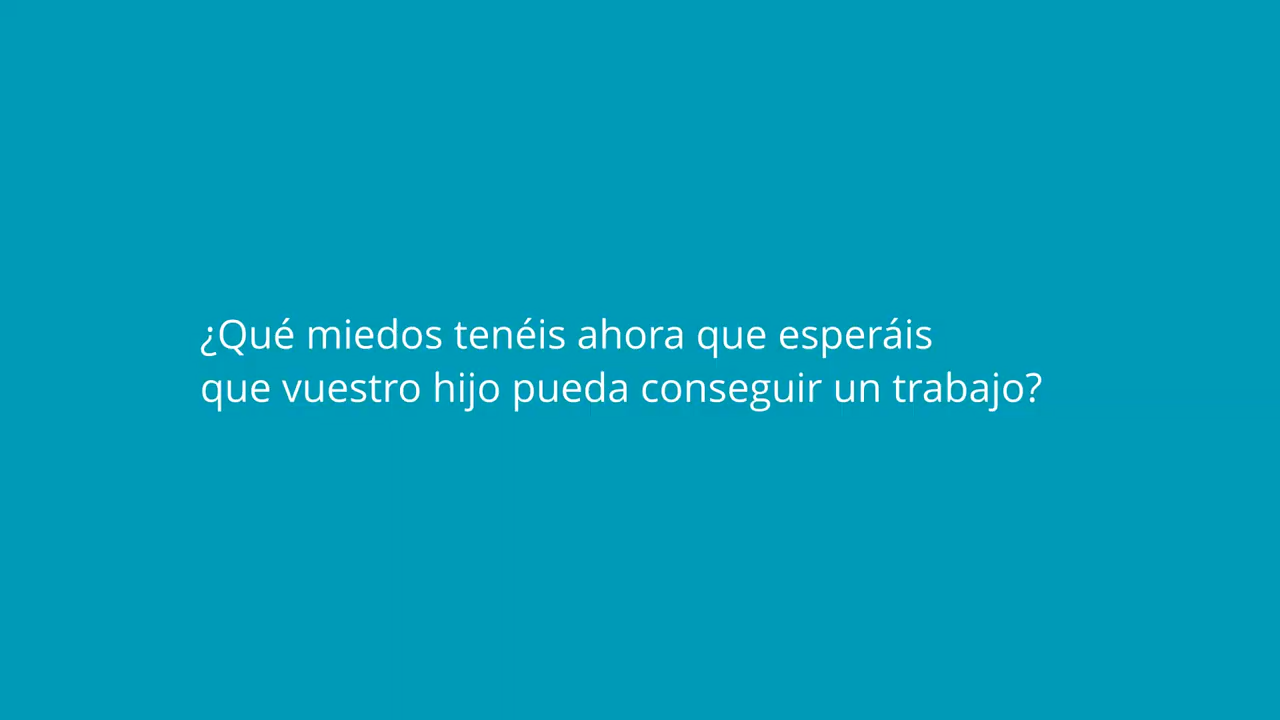 ¿Qué miedos tenéis ahora que esperáis
que vuestro hijo pueda conseguir un trabajo?